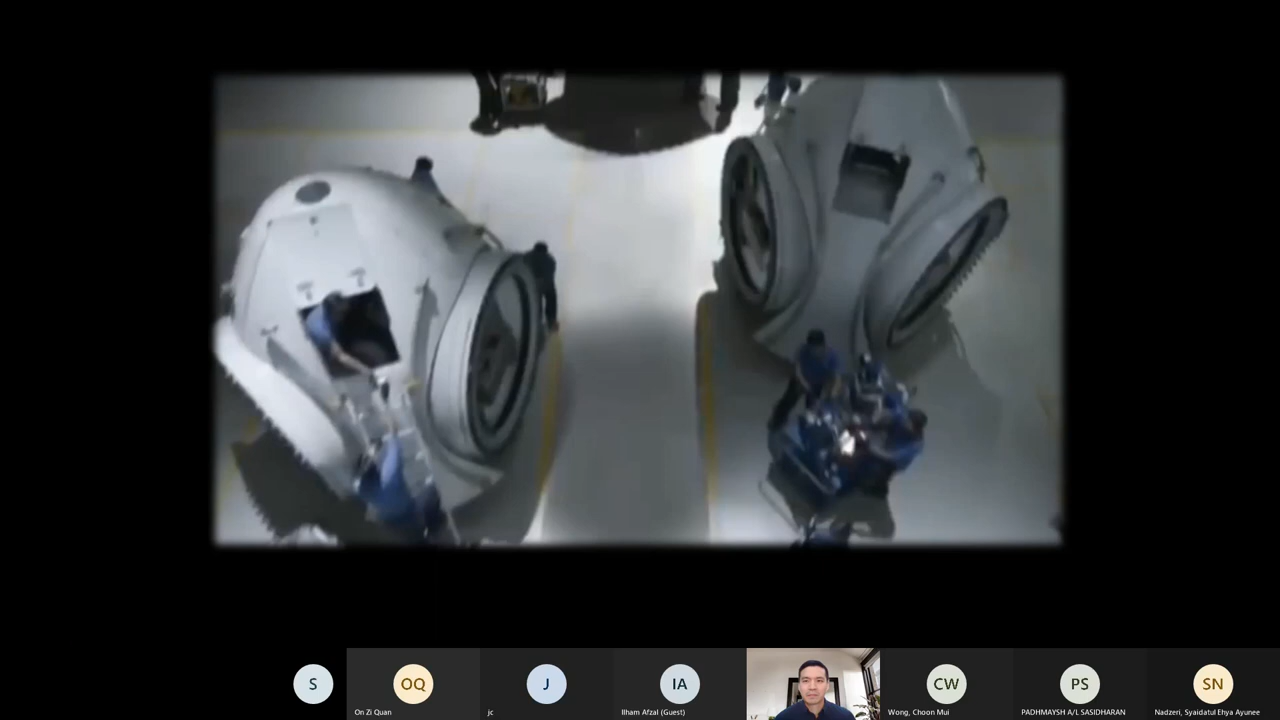 S
OQ
J
IA
CW
PS
SN
On Zi Quan
jc
Ilham Afzal (Guest)
Wong, Choon Mui
PADHMAYSH A/L SASIDHARAN
Nadzeri, Syaidatul Ehya Ayunee